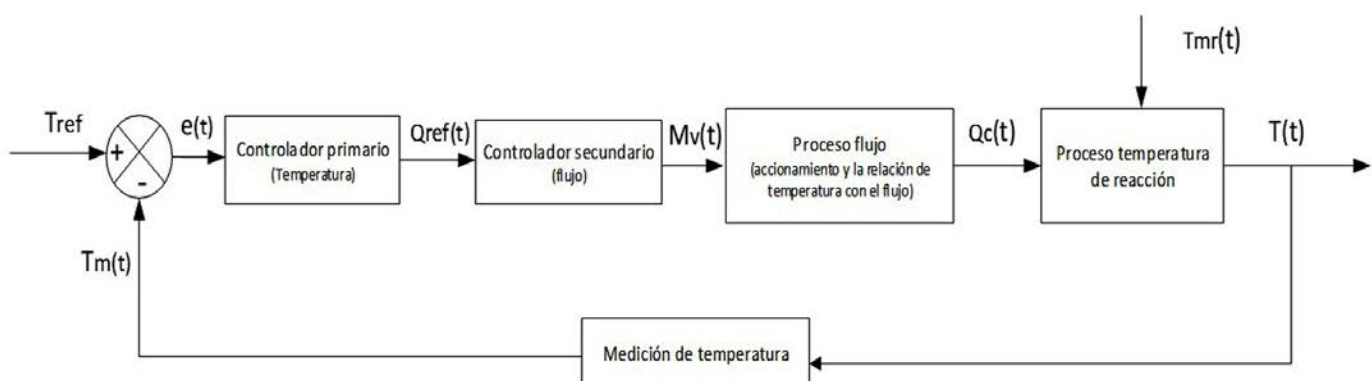 Tmr(t)
Tref
+
-
e(t)
Controlador primario
(Temperatura)
Qref(t)
Controlador secundario
(flujo)
Mv(t)
Proceso flujo
(accionamiento y la relación de
temperatura con el flujo)
Qc(t)
Proceso temperatura
de reacción
T(t)
Tm(t)
Medición de temperatura